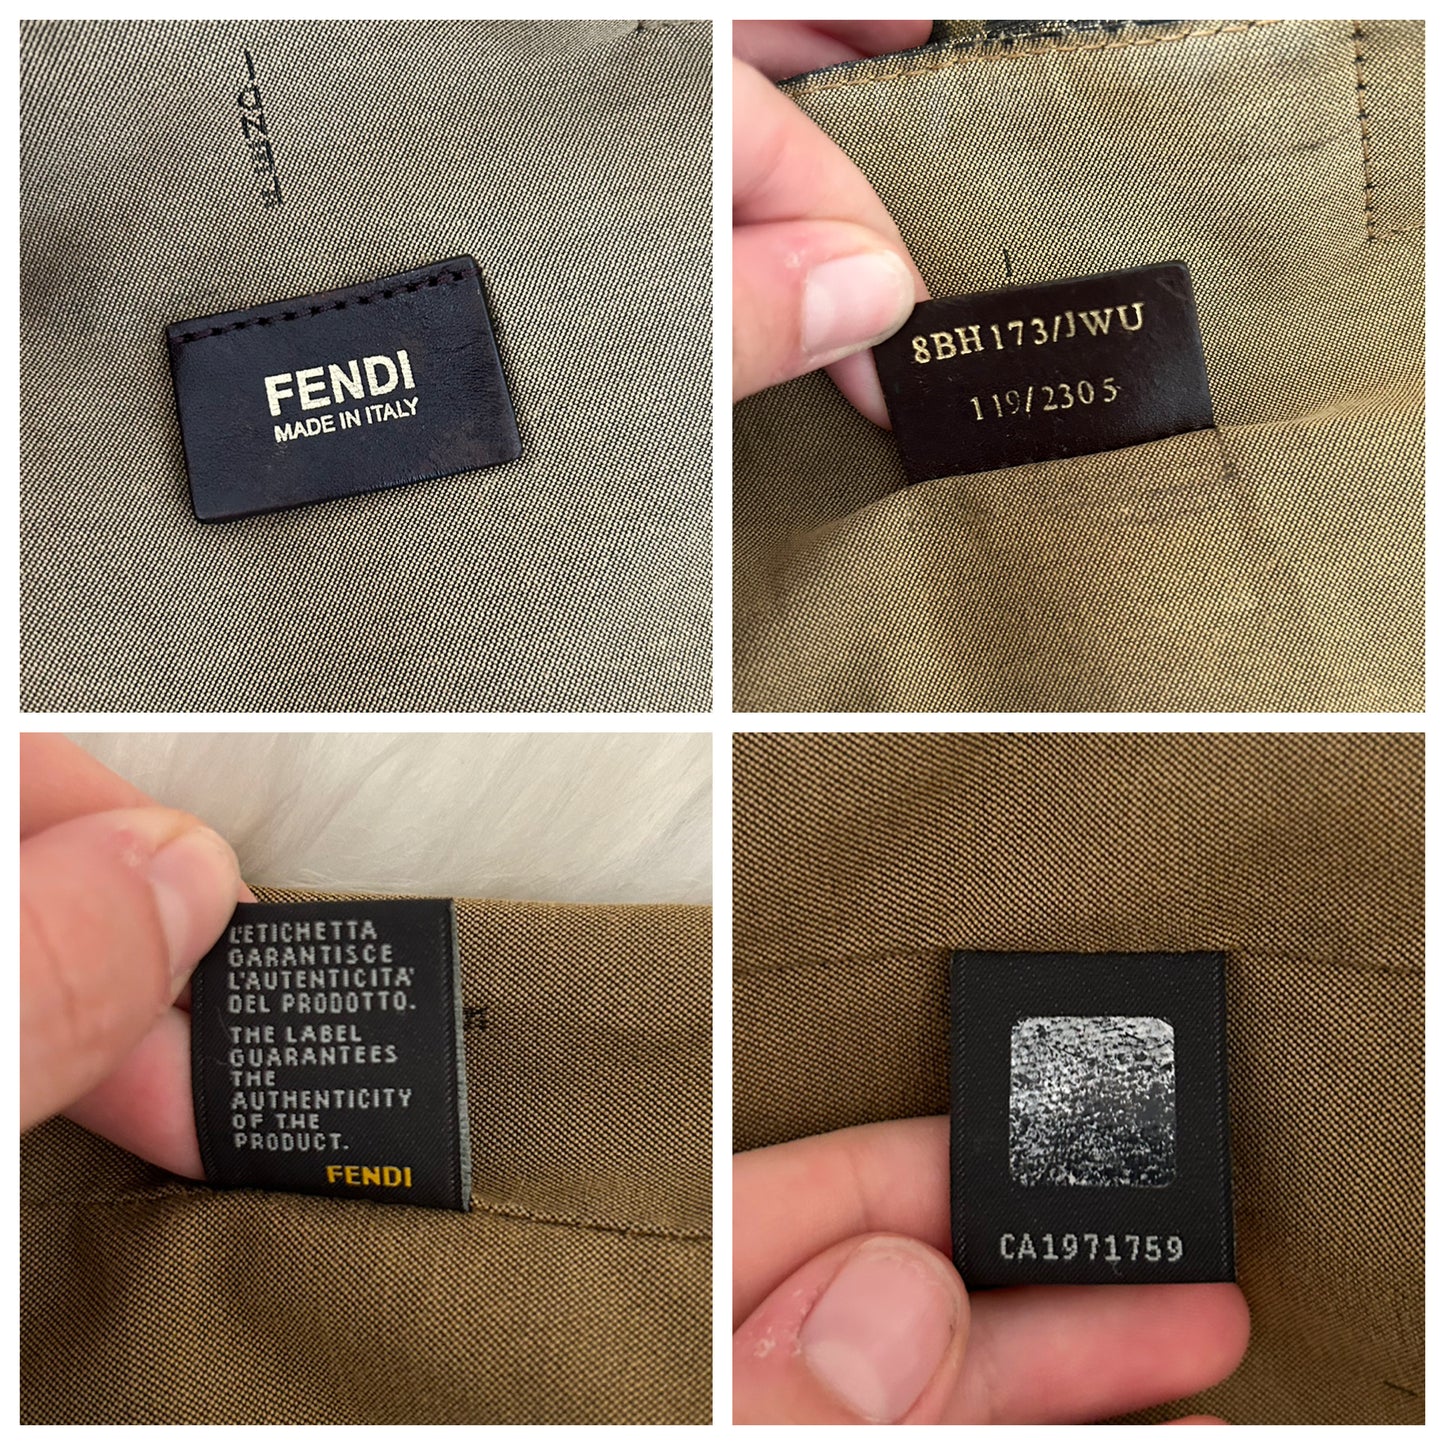 FENDI
MADE IN ITALY
8BH173/JWU
119/2305
L'ETICHETTA
GARANTISCE
L'AUTENTICITA'
DEL PRODOTTO.
THE LABEL
GUARANTEES
THE
AUTHENTICITY
OF THE
PRODUCT.
FENDI
CA1971759